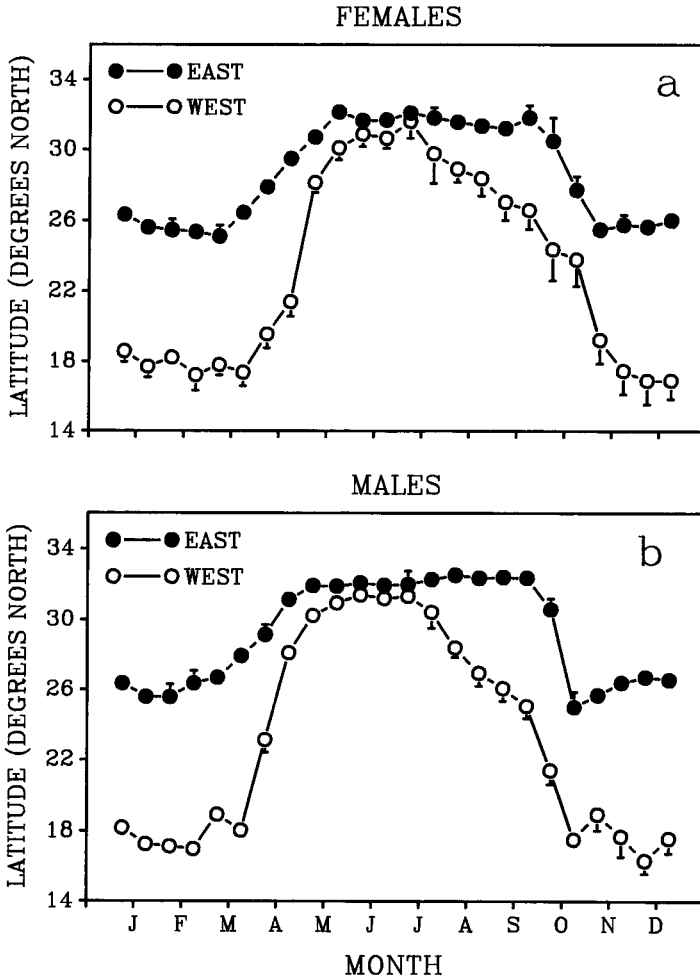 FEMALES
EAST
WEST
a
34
30
26
22
18
14
LATITUDE (DEGREES NORTH)
MALES
EAST
WEST
b
34
30
26
22
18
14
LATITUDE (DEGREES NORTH)
J F M A M J J A S O N D
MONTH